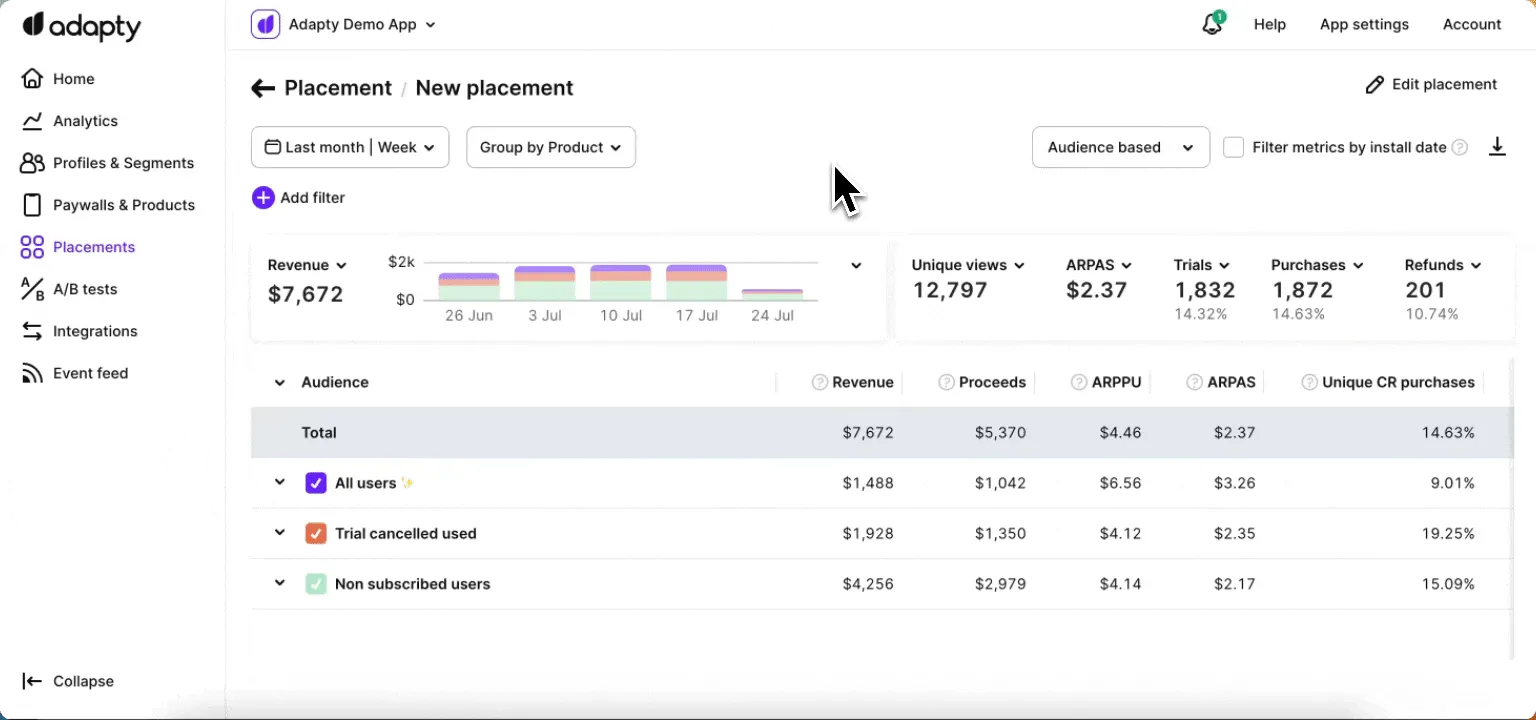 adapty
Adapty Demo App
1
Help
App settings
Account
Home
Analytics
Profiles & Segments
Paywalls & Products
Placements
A/B tests
Integrations
Event feed
Collapse
Placement / New placement
Edit placement
Last month | Week
Group by Product
Audience based
Filter metrics by install date ?
Add filter
Revenue
$7,672
$2k
$0
26 Jun 3 Jul 10 Jul 17 Jul 24 Jul
Unique views ARPAS Trials Purchases Refunds
12,797 $2.37 1,832 1,872 201
14.32% 14.63% 10.74%
Audience ? Revenue ? Proceeds ? ARPPU ? ARPAS ? Unique CR purchases
Total $7,672 $5,370 $4.46 $2.37 14.63%
All users $1,488 $1,042 $6.56 $3.26 9.01%
Trial cancelled used $1,928 $1,350 $4.12 $2.35 19.25%
Non subscribed users $4,256 $2,979 $4.14 $2.17 15.09%